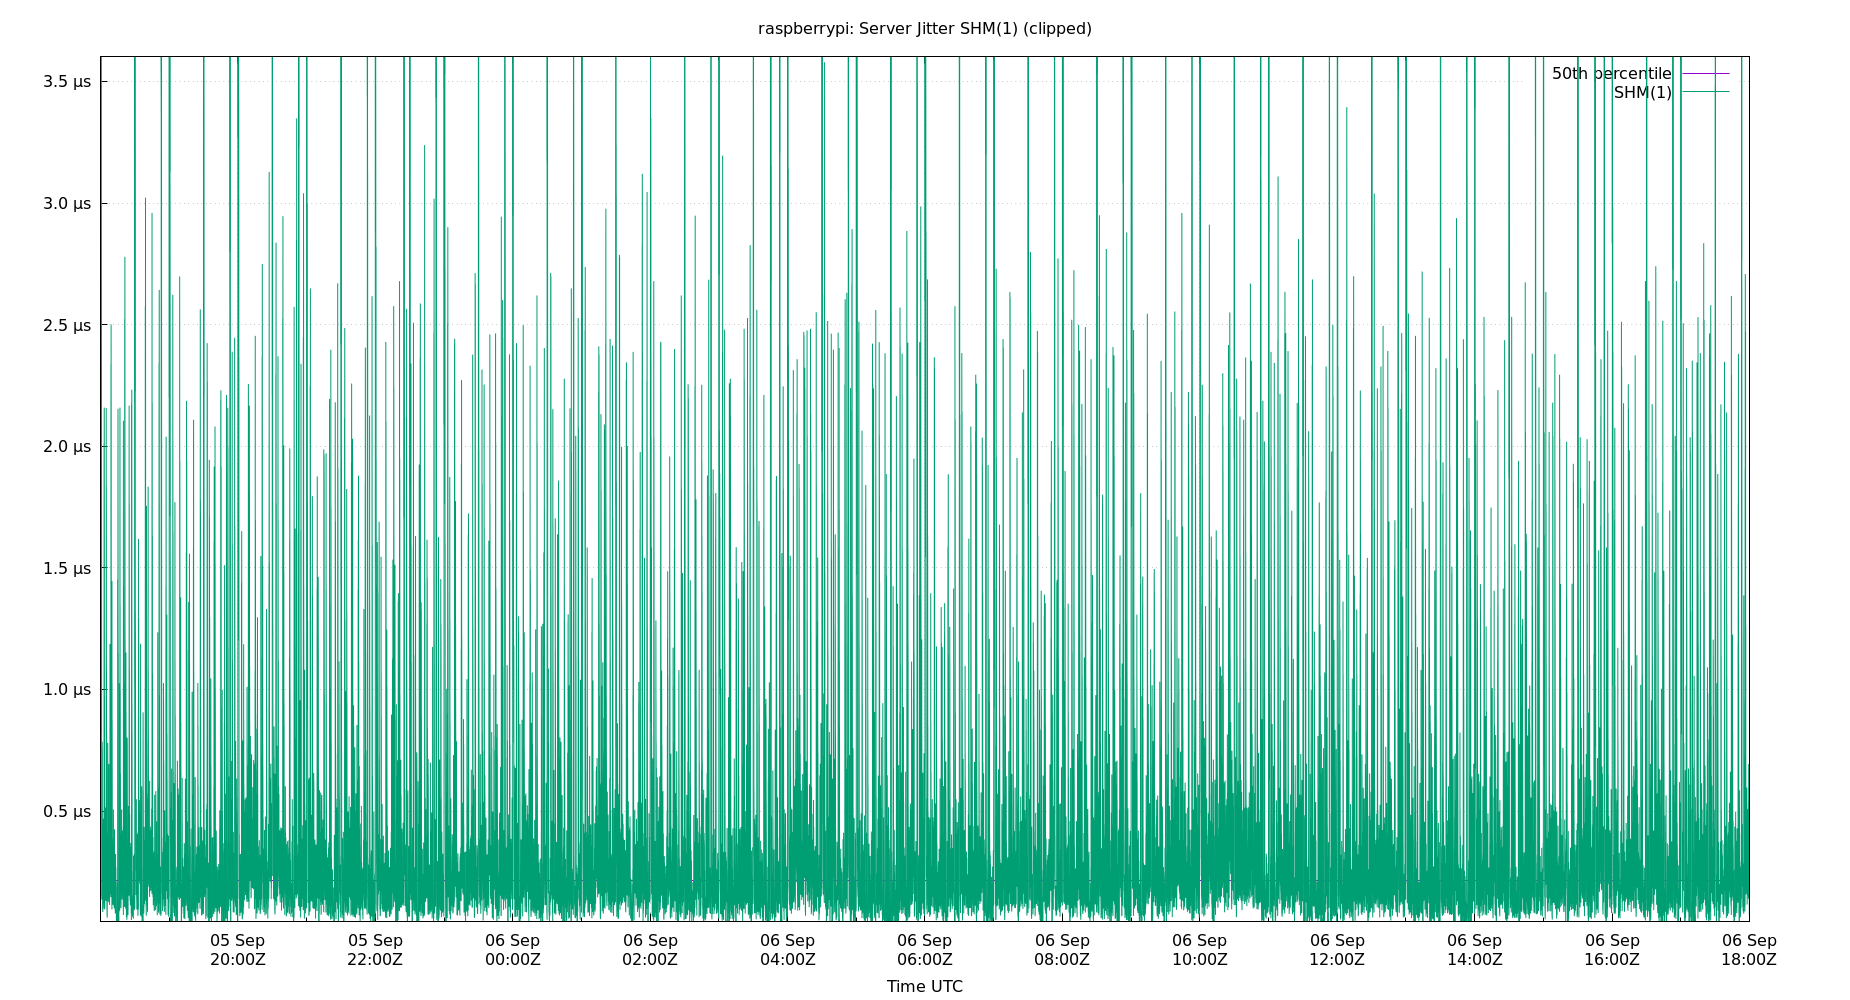 raspberrypi: Server Jitter SHM(1) (clipped)
3.5 µs
3.0 µs
2.5 µs
2.0 µs
1.5 µs
1.0 µs
0.5 µs
50th percentile
SHM(1)
05 Sep 05 Sep 06 Sep 06 Sep 06 Sep 06 Sep 06 Sep 06 Sep 06 Sep 06 Sep 06 Sep 06 Sep
20:00Z 22:00Z 00:00Z 02:00Z 04:00Z 06:00Z 08:00Z 10:00Z 12:00Z 14:00Z 16:00Z 18:00Z
Time UTC